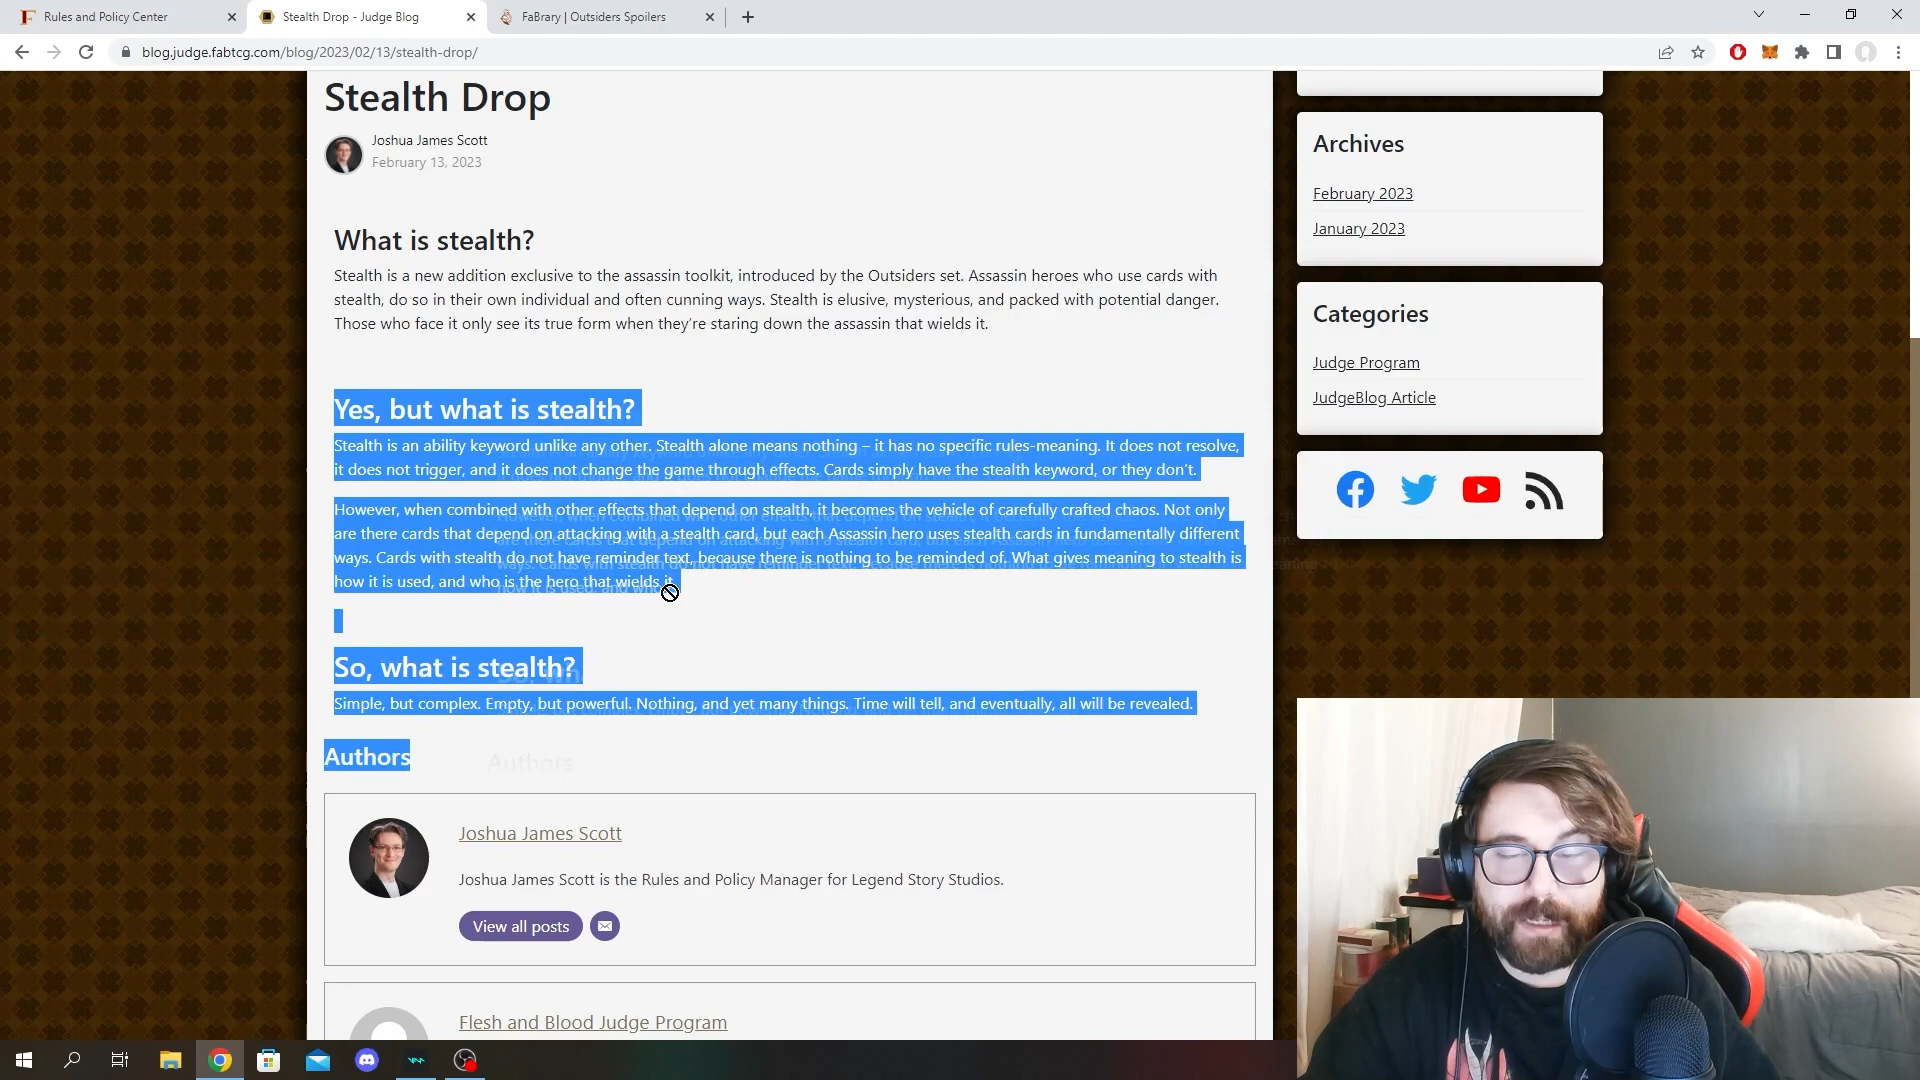 Rules and Policy Center
Stealth Drop - Judge Blog
FaBrary | Outsiders Spoilers
blog.judge.fabtcg.com/blog/2023/02/13/stealth-drop/
Stealth Drop
Joshua James Scott
February 13, 2023
What is stealth?
Stealth is a new addition exclusive to the assassin toolkit, introduced by the Outsiders set. Assassin heroes who use cards with
stealth, do so in their own individual and often cunning ways. Stealth is elusive, mysterious, and packed with potential danger.
Those who face it only see its true form when they're staring down the assassin that wields it.
Yes, but what is stealth?
Stealth is an ability keyword unlike any other. Stealth alone means nothing – it has no specific rules-meaning. It does not resolve,
it does not trigger, and it does not change the game through effects. Cards simply have the stealth keyword, or they don't.
However, when combined with other effects that depend on stealth, it becomes the vehicle of carefully crafted chaos. Not only
are there cards that depend on attacking with a stealth card, but each Assassin hero uses stealth cards in fundamentally different
ways. Cards with stealth do not have reminder text, because there is nothing to be reminded of. What gives meaning to stealth is
how it is used, and who is the hero that wields it.
So, what is stealth?
Simple, but complex. Empty, but powerful. Nothing, and yet many things. Time will tell, and eventually, all will be revealed.
Authors
Joshua James Scott
Joshua James Scott is the Rules and Policy Manager for Legend Story Studios.
View all posts
Flesh and Blood Judge Program
Archives
February 2023
January 2023
Categories
Judge Program
JudgeBlog Article